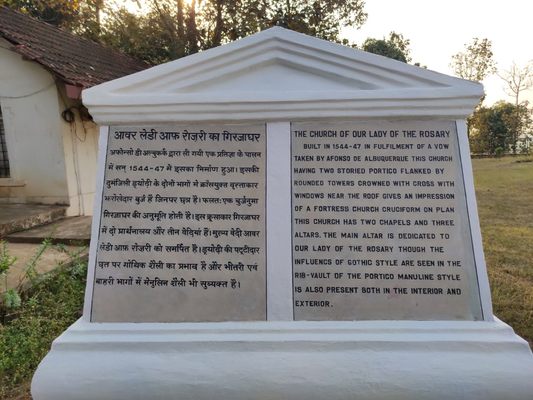 आवर लेडी आफ रोज़री का गिरजाघर
अफोन्सो डी अल्बुकर्क द्वारा ली गयी एक प्रतिज्ञा के पालन
में सन् 1544-47 में इसका निर्माण हुआ। इसकी
दुमंजिली ड्योढ़ी के दोनों भागों में क्रॉसयुक्त वृत्ताकार
झरोखेदार बुर्ज निर्मित हैं। फलतः एक बुर्जनुमा
गिरजाघर की अनुभूति होती है। इस क्रूसाकार गिरजाघर
में दो प्रार्थनालय और तीन वेदियां हैं। मुख्य वेदी आवर
लेडी आफ रोज़री को समर्पित है। ड्योढ़ी की पट्टीदार
छत पर गॉथिक शैली का प्रभाव है और भीतरी एवं
बाहरी भागों में मैनुलिन शैली भी सुव्यक्त है।
THE CHURCH OF OUR LADY OF THE ROSARY
BUILT IN 1544-47 IN FULFILMENT OF A VOW
TAKEN BY AFONSO DE ALBUQUERQUE THIS CHURCH
HAVING TWO STORIED PORTICO FLANKED BY
ROUNDED TOWERS CROWNED WITH CROSS WITH
WINDOWS NEAR THE ROOF GIVES AN IMPRESSION
OF A FORTRESS CHURCH CRUCIFORM ON PLAN
THIS CHURCH HAS TWO CHAPELS AND THREE
ALTARS. THE MAIN ALTAR IS DEDICATED TO
OUR LADY OF THE ROSARY THOUGH THE
INFLUENCS OF GOTHIC STYLE ARE SEEN IN THE
RIB-VAULT OF THE PORTICO MANULINE STYLE
IS ALSO PRESENT BOTH IN THE INTERIOR AND
EXTERIOR.